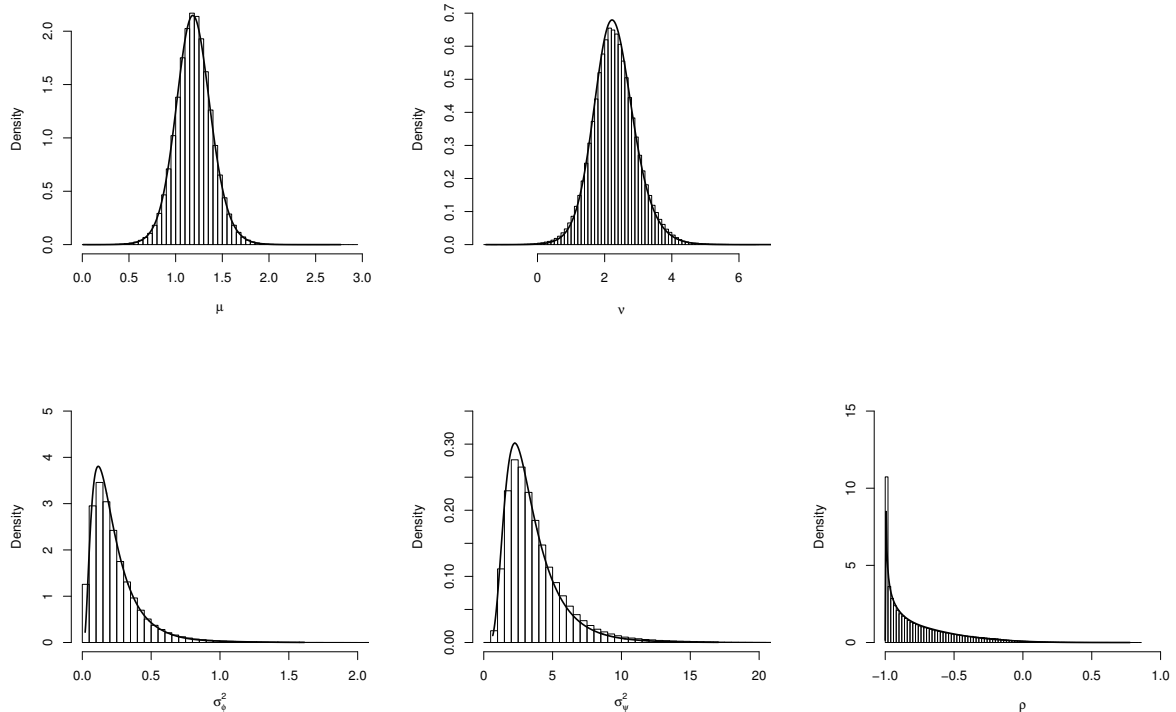 Density
0.0 0.5 1.0 1.5 2.0
0.0 0.5 1.0 1.5 2.0 2.5 3.0
μ
Density
0.0 0.1 0.2 0.3 0.4 0.5 0.6 0.7
0 2 4 6
ν
Density
0 1 2 3 4 5
0.0 0.5 1.0 1.5 2.0
σ²ϕ
Density
0.00 0.10 0.20 0.30
0 5 10 15 20
σ²ψ
Density
0 5 10 15
−1.0 −0.5 0.0 0.5 1.0
ρ